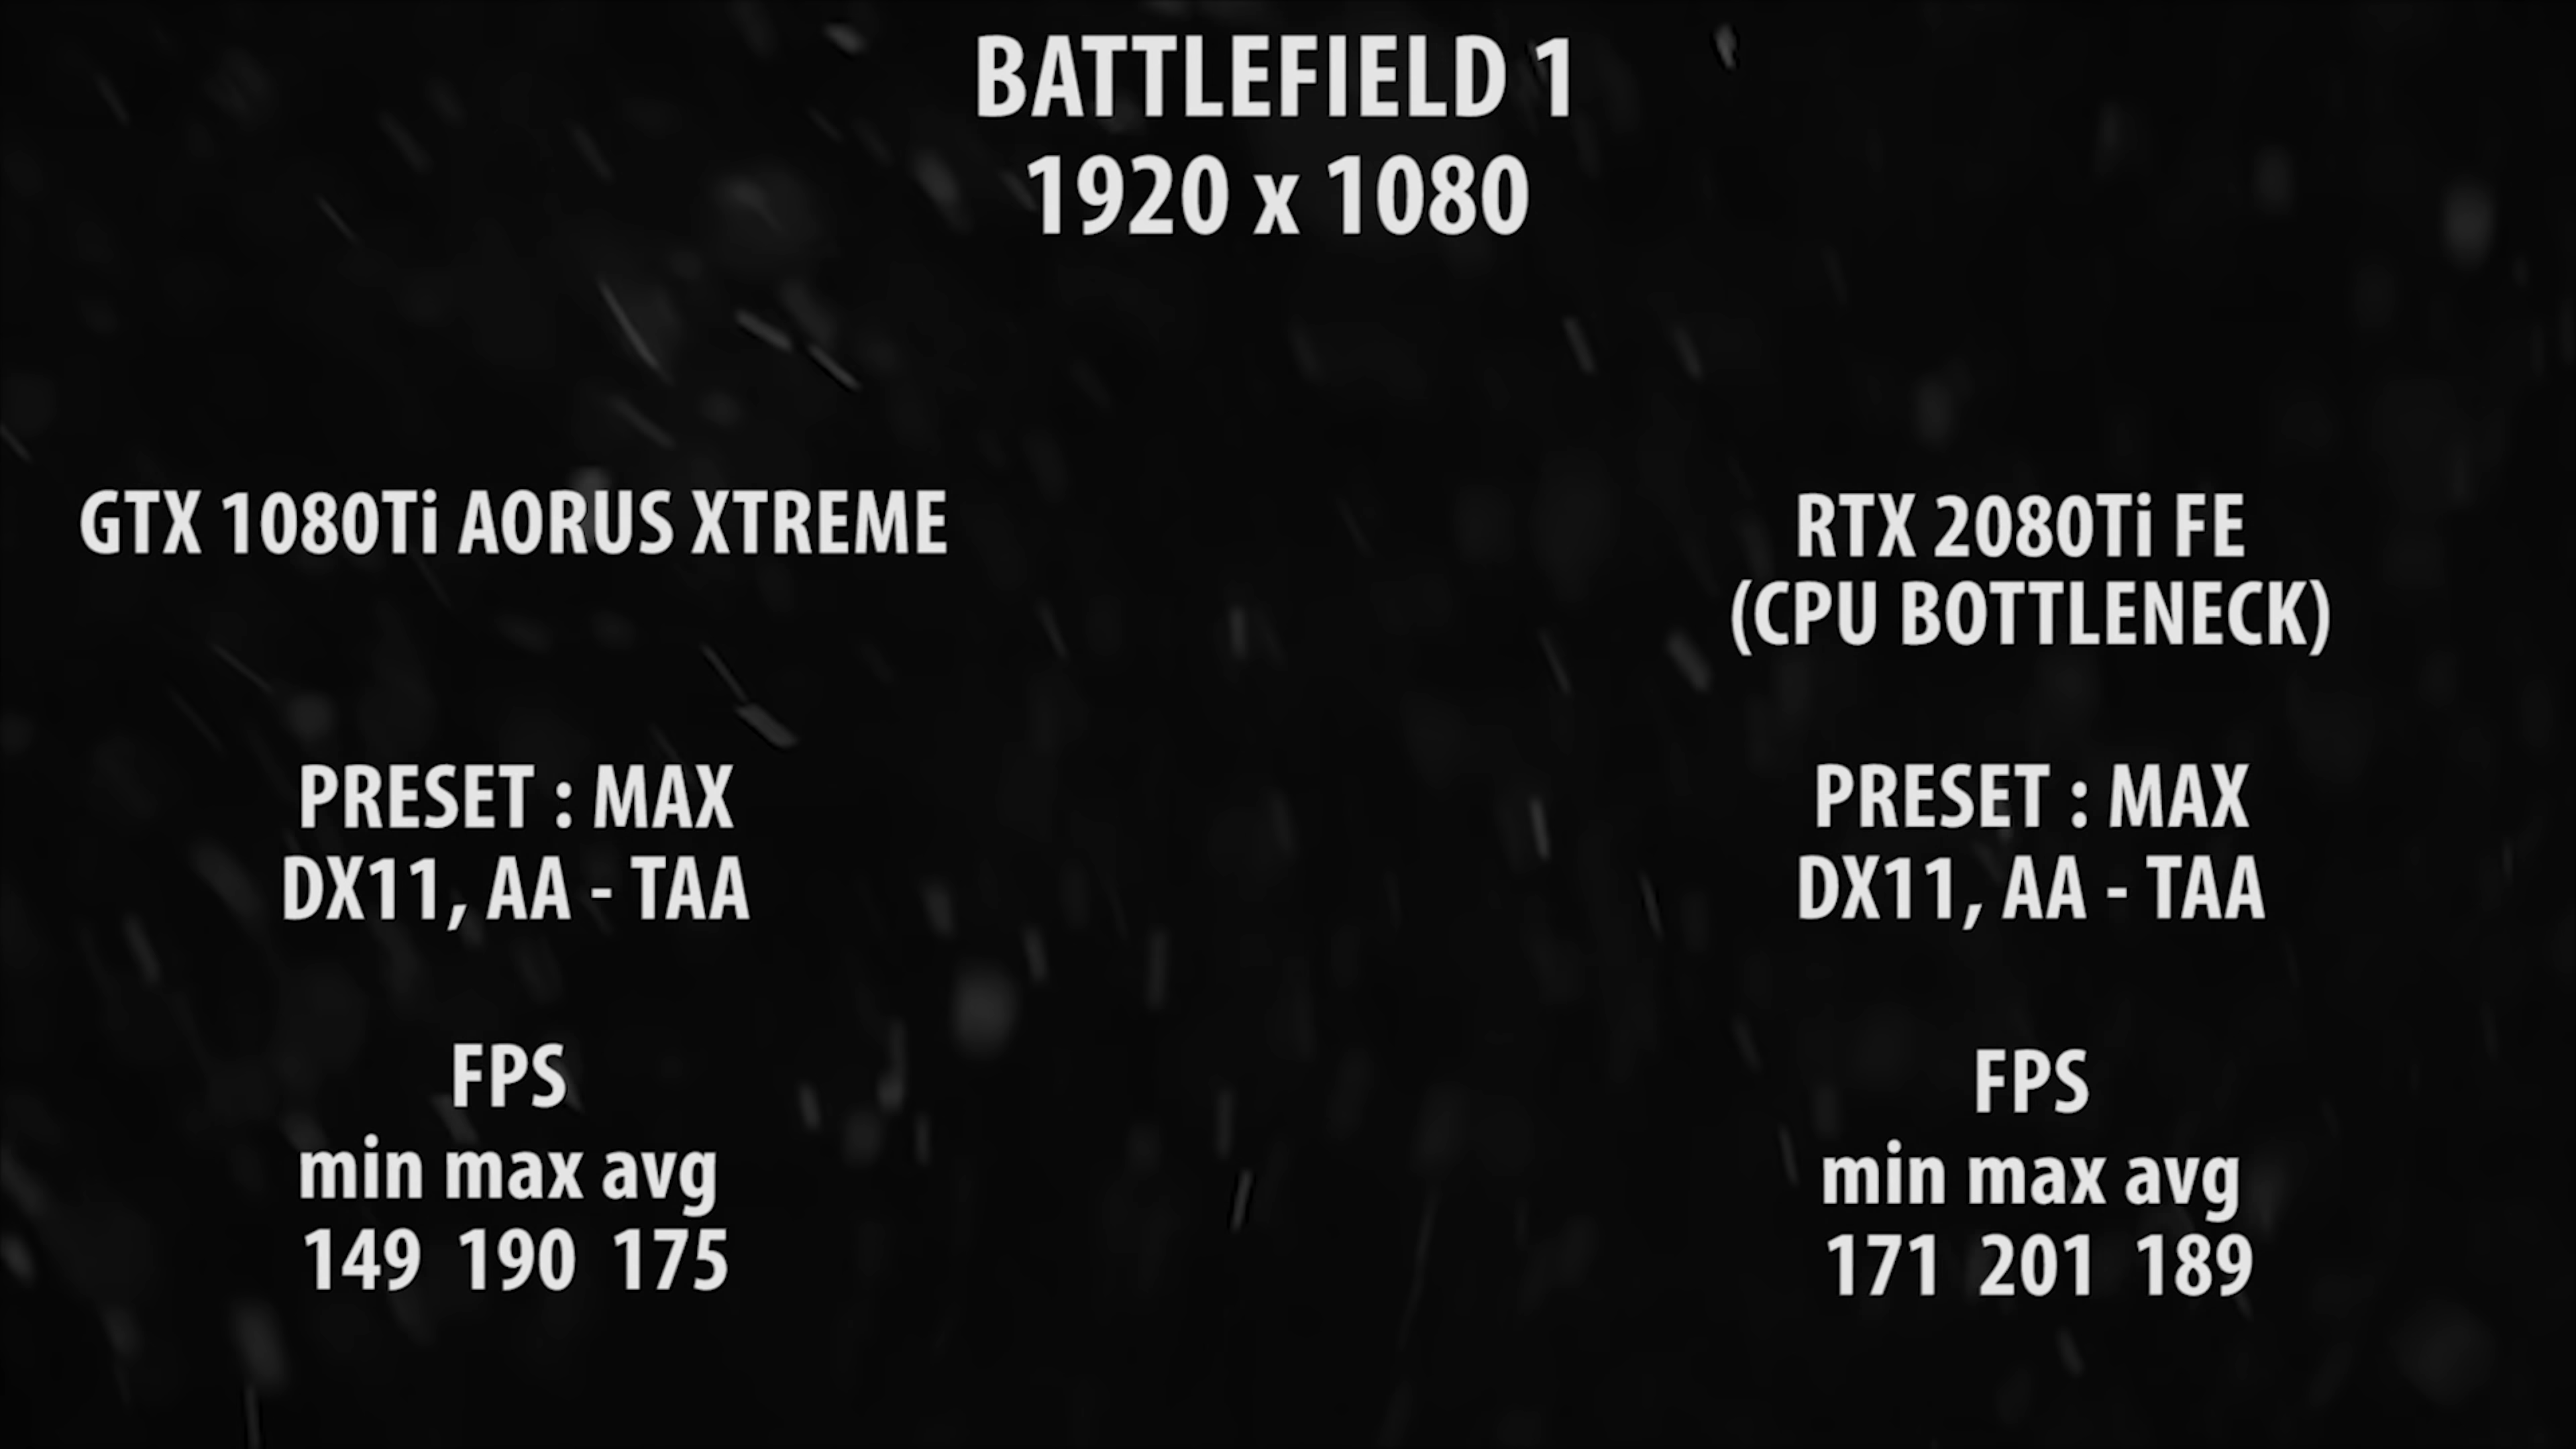 BATTLEFIELD 1
1920 x 1080
GTX 1080Ti AORUS XTREME
PRESET : MAX
DX11, AA - TAA
FPS
min max avg
149 190 175
RTX 2080Ti FE
(CPU BOTTLENECK)
PRESET : MAX
DX11, AA - TAA
FPS
min max avg
171 201 189